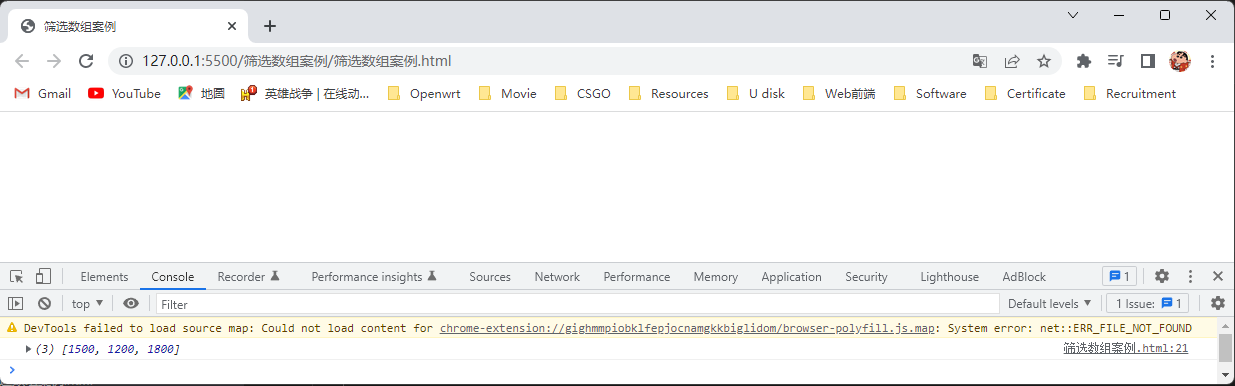 筛选数组案例
127.0.0.1:5500/筛选数组案例/筛选数组案例.html
Gmail YouTube 地图 英雄战争 | 在线动... Openwrt Movie CSGO Resources U disk Web前端 Software Certificate Recruitment
Elements Console Recorder Performance insights Sources Network Performance Memory Application Security Lighthouse AdBlock 1
top Filter Default levels 1 Issue: 1
DevTools failed to load source map: Could not load content for chrome-extension://gighmmpiobklfepjocnamgkkbiglidom/browser-polyfill.js.map: System error: net::ERR_FILE_NOT_FOUND
(3) [1500, 1200, 1800] 筛选数组案例.html:21